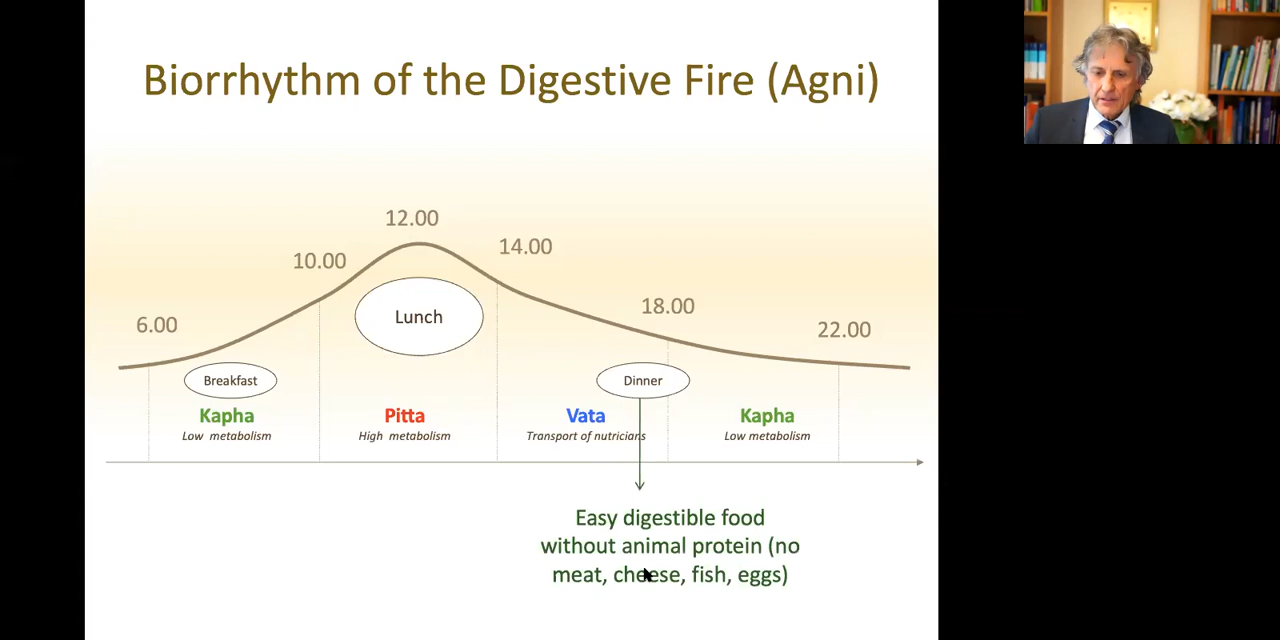 Biorrhythm of the Digestive Fire (Agni)
12.00
10.00
14.00
6.00
18.00
22.00
Lunch
Breakfast
Dinner
Kapha
Low metabolism
Pitta
High metabolism
Vata
Transport of nutricians
Kapha
Low metabolism
Easy digestible food
without animal protein (no
meat, cheese, fish, eggs)